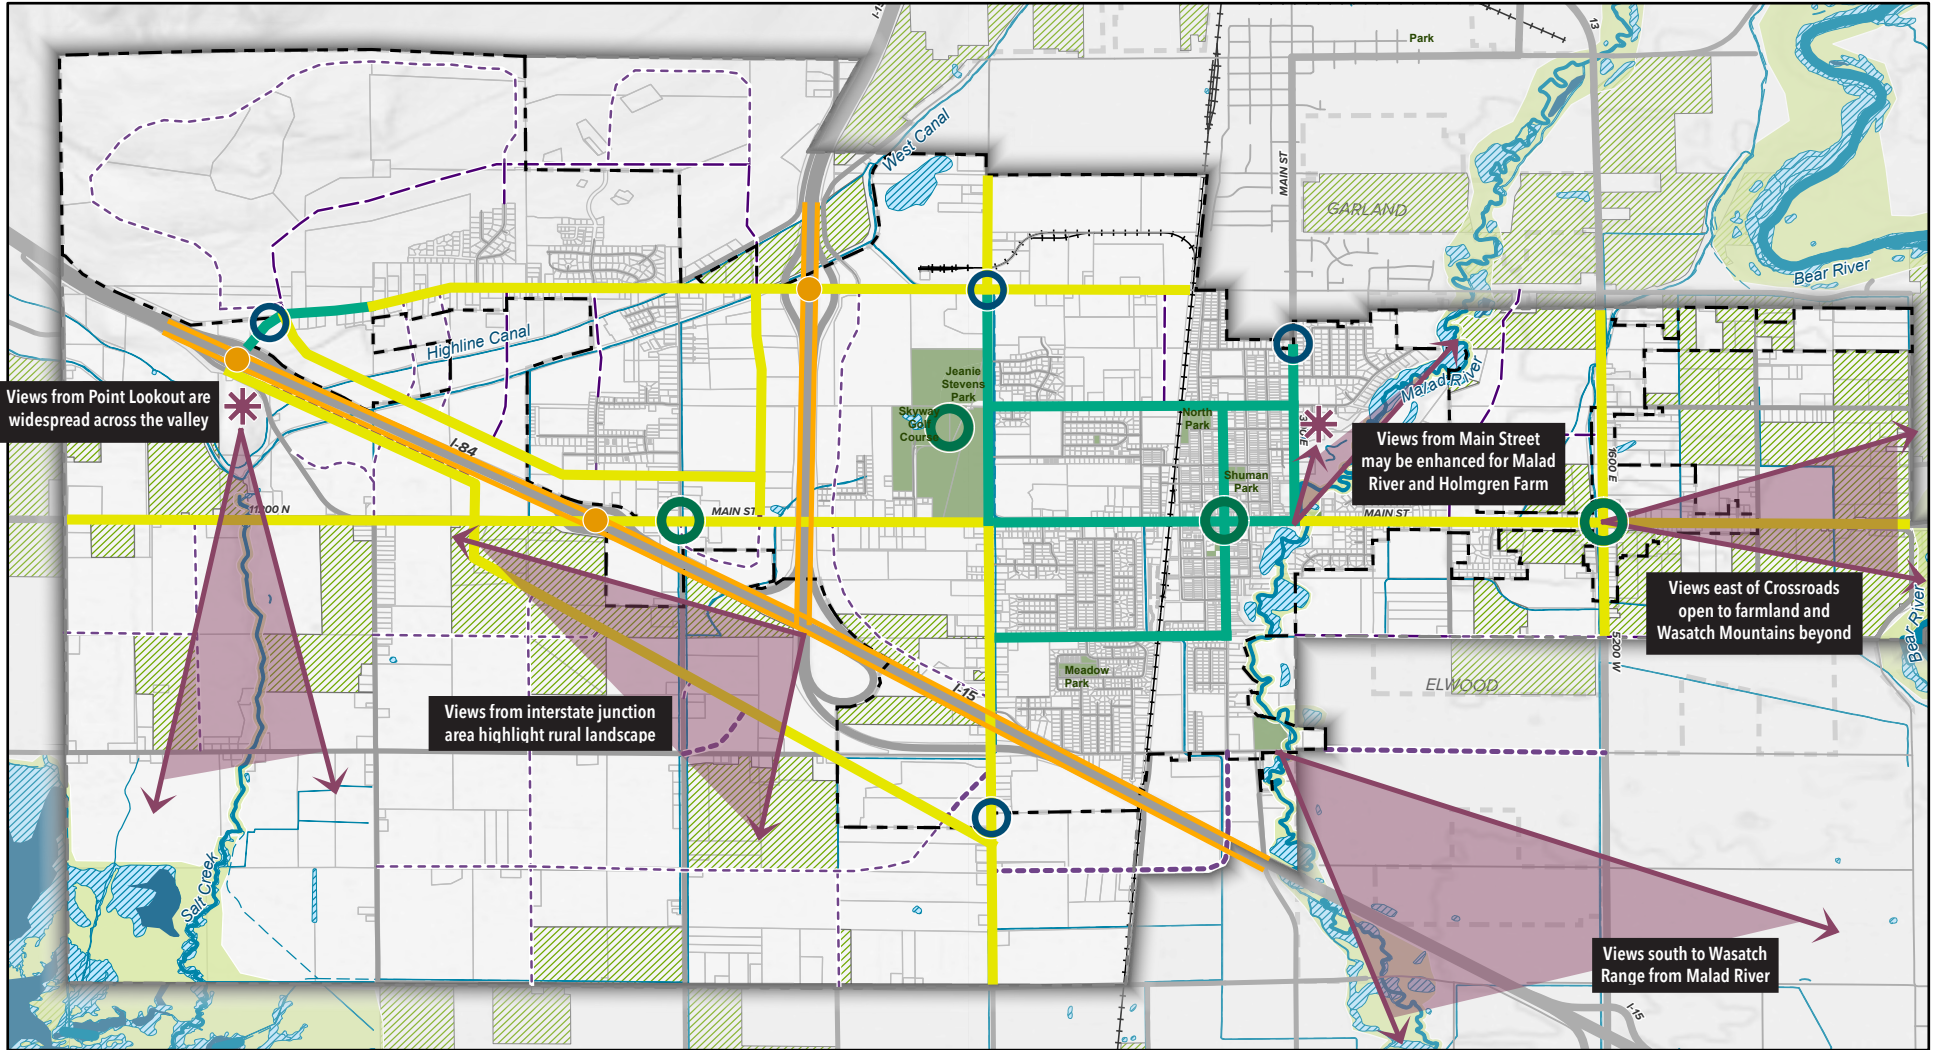 I-15
13
Park
West Canal
MAIN ST
GARLAND
Bear River
Highline Canal
Jeanie
Stevens
Park
Skyway
Golf
Course
North
Park
Malad River
Views from Point Lookout are
widespread across the valley
I-84
Views from Main Street
may be enhanced for Malad
River and Holmgren Farm
Shuman
Park
1600 E
11200 N
MAIN ST
MAIN ST
Views east of Crossroads
open to farmland and
Wasatch Mountains beyond
Bear River
5200 W
Meadow
Park
ELWOOD
I-15
Views from interstate junction
area highlight rural landscape
Salt Creek
Views south to Wasatch
Range from Malad River
I-15